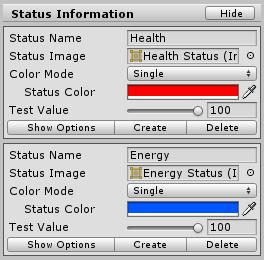 Status Information Hide
Status Name Health
Status Image Health Status (Ir
Color Mode Single
Status Color
Test Value 100
Show Options Create Delete
Status Name Energy
Status Image Energy Status (I
Color Mode Single
Status Color
Test Value 100
Show Options Create Delete